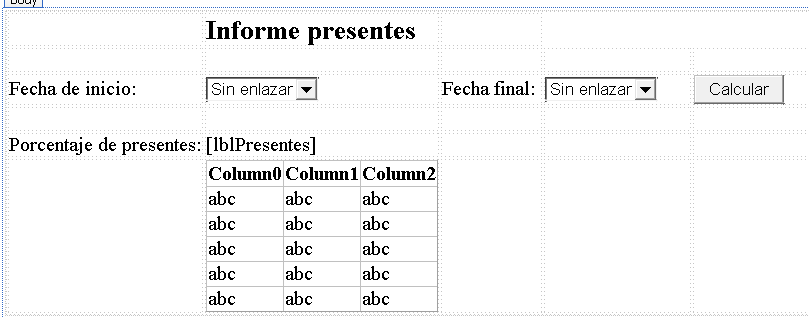 Body
Informe presentes
Fecha de inicio: Sin enlazar Fecha final: Sin enlazar Calcular
Porcentaje de presentes: [lblPresentes]
Column0 Column1 Column2
abc abc abc
abc abc abc
abc abc abc
abc abc abc
abc abc abc